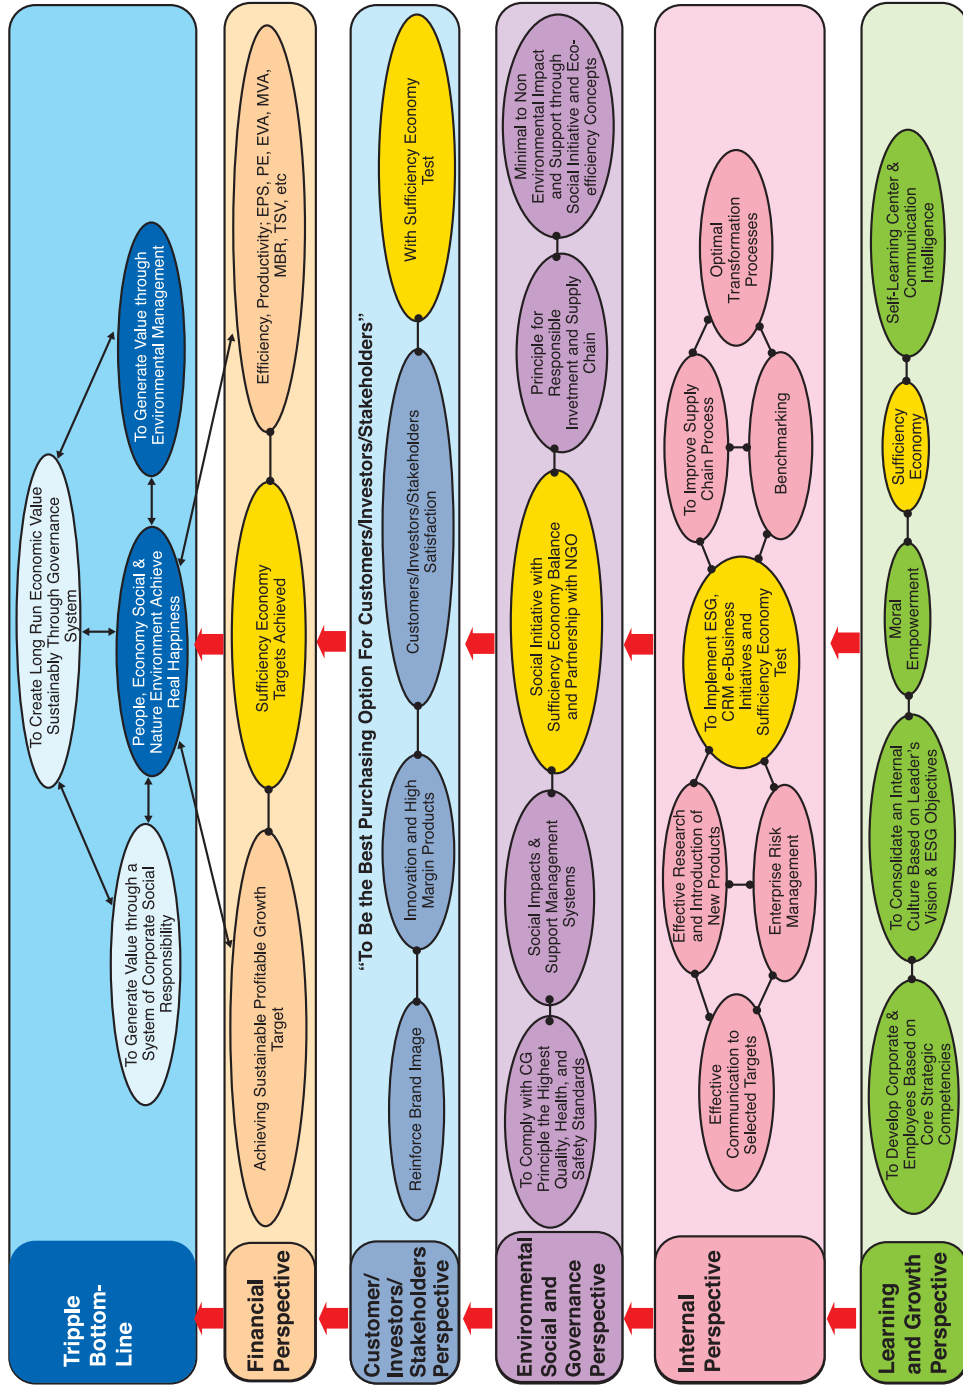 Tripple
Bottom-
Line
To Create Long Run Economic Value
Sustainably Through Governance
System
To Generate Value through a
System of Corporate Social
Responsibility
People, Economy Social &
Nature Environment Achieve
Real Happiness
To Generate Value through
Environmental Management
Financial
Perspective
Achieving Sustainable Profitable Growth
Target
Sufficiency Economy
Targets Achieved
Efficiency, Productivity; EPS, PE, EVA, MVA,
MBR, TSV, etc
Customer/
Investors/
Stakeholders
Perspective
“To Be the Best Purchasing Option For Customers/Investors/Stakeholders”
Reinforce Brand Image
Innovation and High
Margin Products
Customers/Investors/Stakeholders
Satisfaction
With Sufficiency Economy
Test
Environmental
Social and
Governance
Perspective
To Comply with CG
Principle the Highest
Quality, Health, and
Safety Standards
Social Impacts &
Support Management
Systems
Social Initiative with
Sufficiency Economy Balance
and Partnership with NGO
Principle for
Responsible
Invetment and Supply
Chain
Minimal to Non
Environmental Impact
and Support through
Social Initiative and Eco-
efficiency Concepts
Internal
Perspective
Effective
Communication to
Selected Targets
Effective Research
and Introduction of
New Products
Enterprise Risk
Management
To Implement ESG,
CRM e-Business
Initiatives and
Sufficiency Economy
Test
To Improve Supply
Chain Process
Benchmarking
Optimal
Transformation
Processes
Learning
and Growth
Perspective
To Develop Corporate &
Employees Based on
Core Strategic
Competencies
To Consolidate an Internal
Culture Based on Leader’s
Vision & ESG Objectives
Moral
Empowerment
Sufficiency
Economy
Self-Learning Center &
Communication
Intelligence